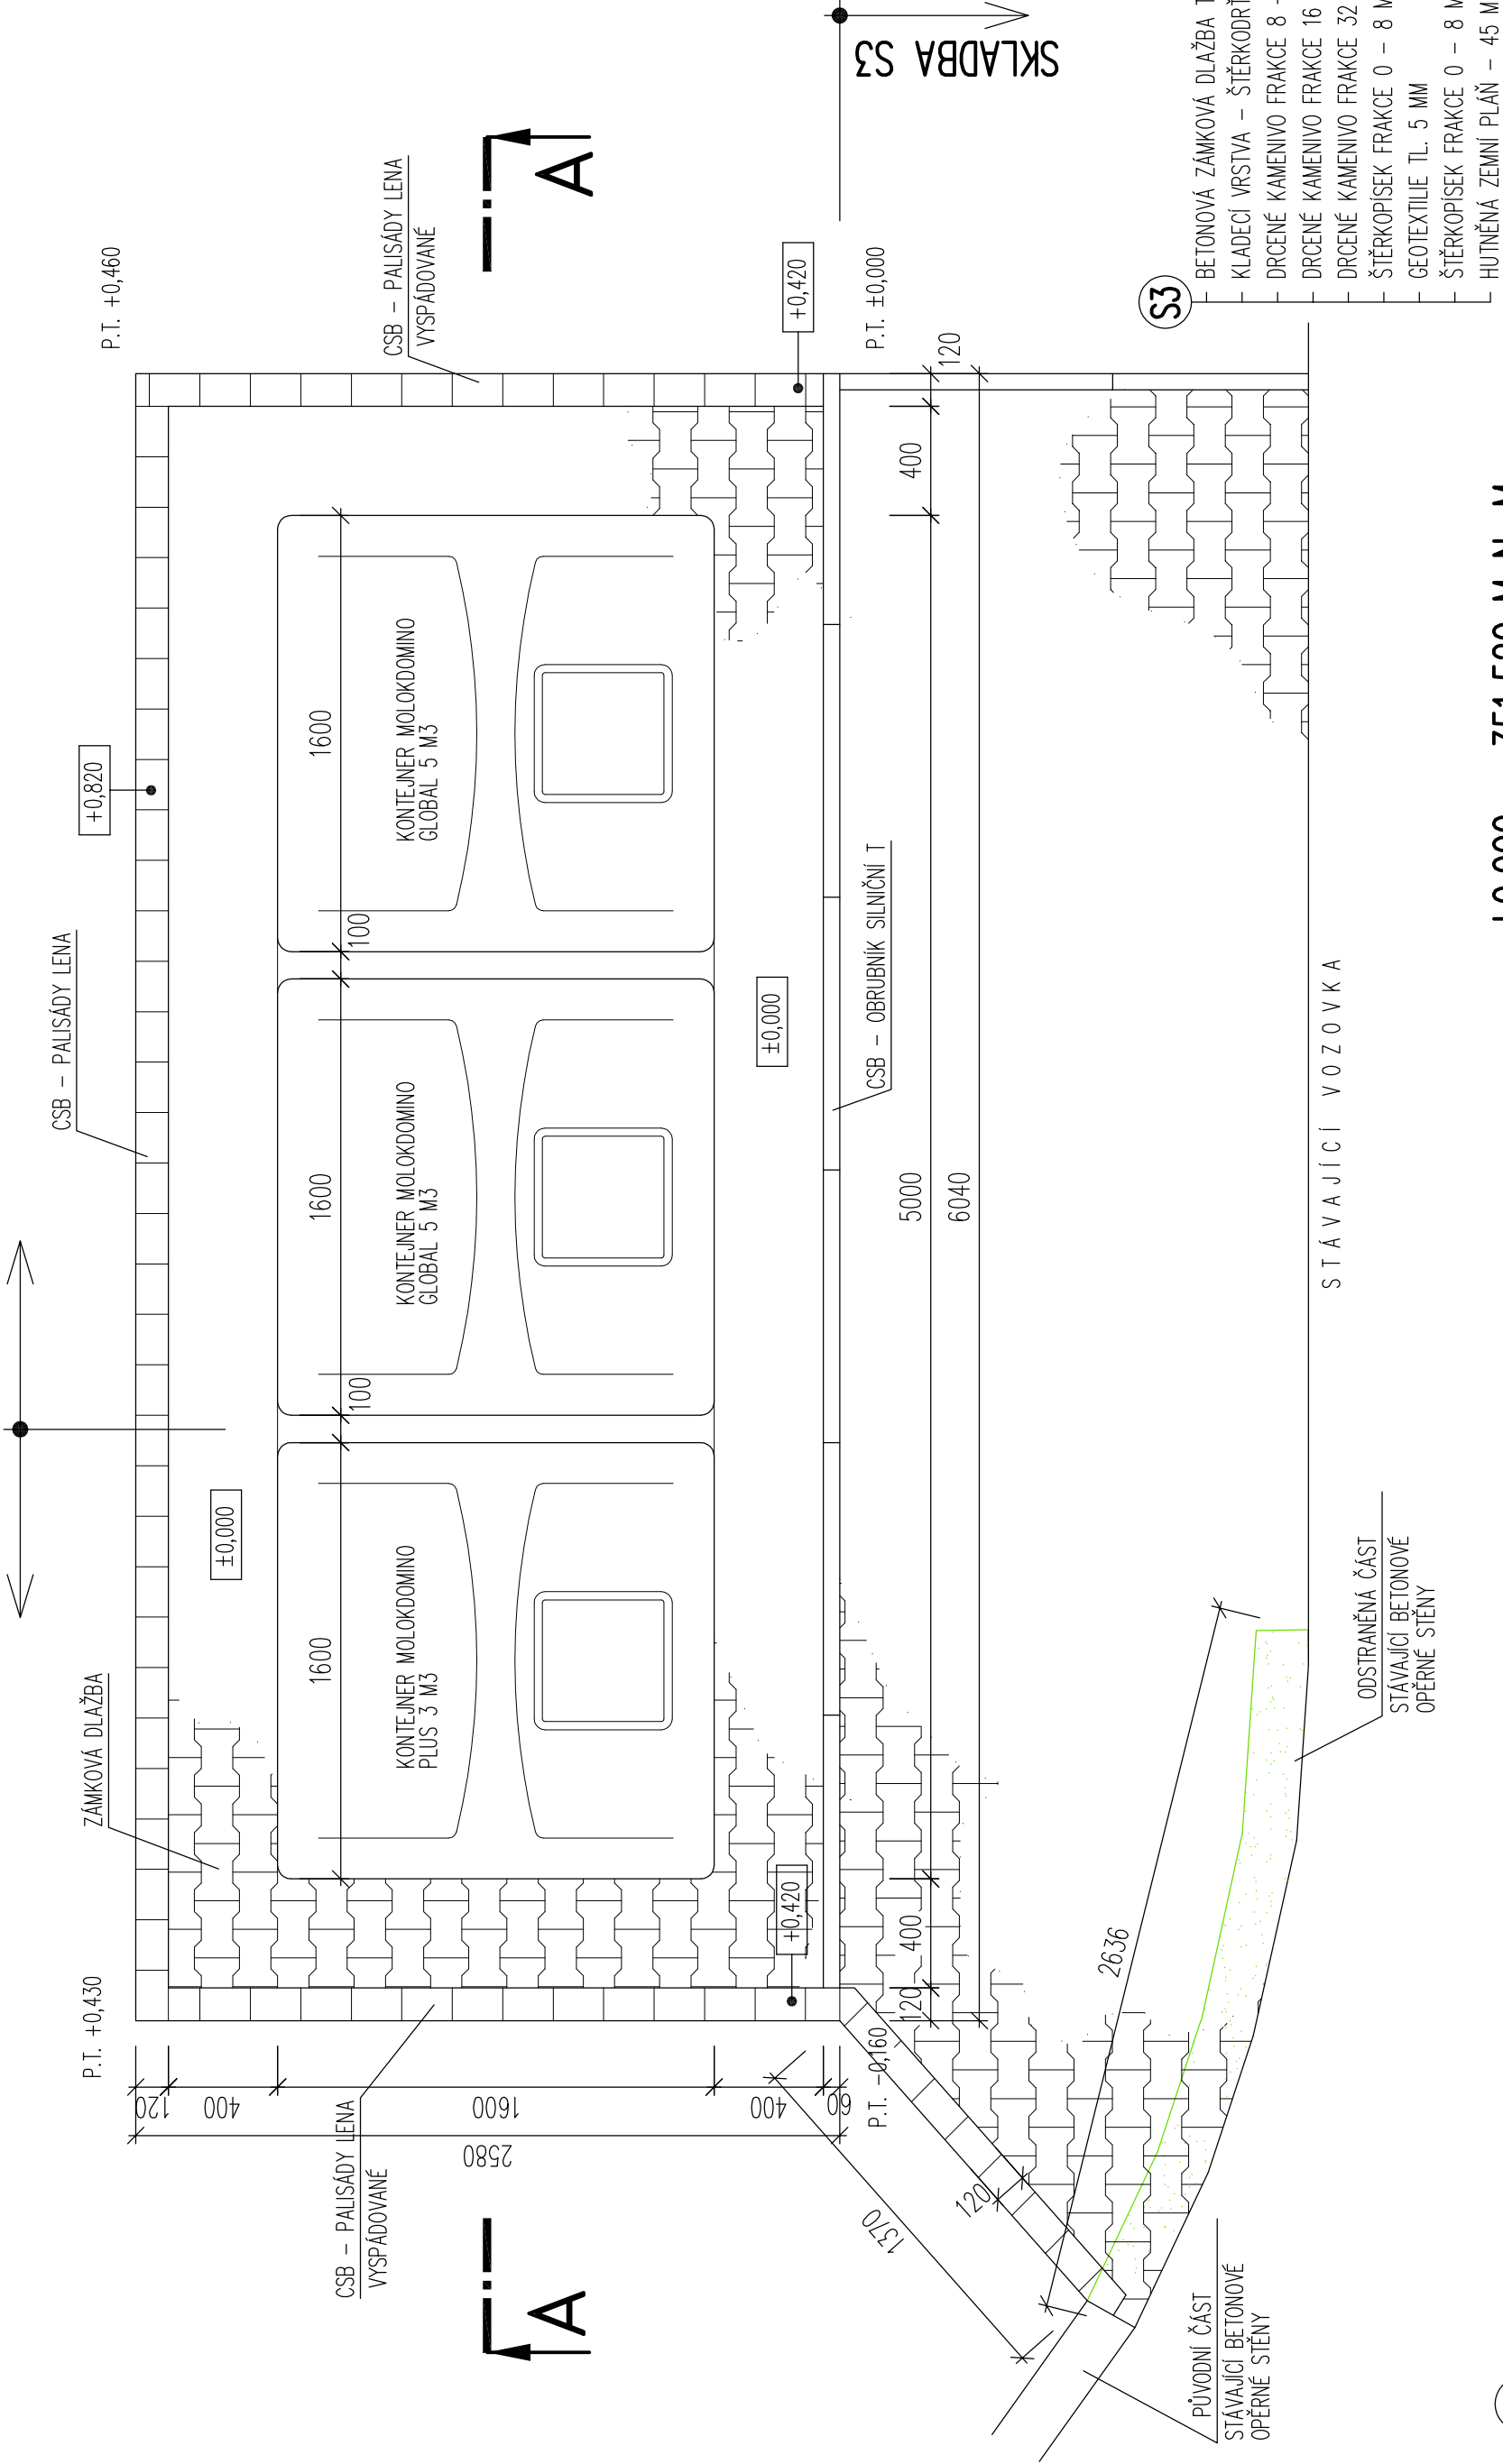 CSB - PALISÁDY LENA
+0,820
P.T. +0,460
ZÁMKOVÁ DLAŽBA
P.T. +0,430
±0,000
CSB - PALISÁDY LENA
VYSPÁDOVANÉ
CSB - PALISÁDY LENA
VYSPÁDOVANÉ
A
A
1600
100
1600
100
1600
KONTEJNER MOLOKDOMINO
PLUS 3 M3
KONTEJNER MOLOKDOMINO
GLOBAL 5 M3
KONTEJNER MOLOKDOMINO
GLOBAL 5 M3
120
400
1600
400
60
2580
+0,420
±0,000
+0,420
P.T. -0,160
P.T. ±0,000
CSB - OBRUBNÍK SILNIČNÍ T
SKLADBA S3
120
400
5000
400
120
6040
1370
120
2636
S3
BETONOVÁ ZÁMKOVÁ DLAŽBA
KLADECÍ VRSTVA - ŠTĚRKODRŤ
DRCENÉ KAMENIVO FRAKCE 8 -
DRCENÉ KAMENIVO FRAKCE 16
DRCENÉ KAMENIVO FRAKCE 32
ŠTĚRKOPÍSEK FRAKCE 0 - 8
GEOTEXTILIE TL. 5 MM
ŠTĚRKOPÍSEK FRAKCE 0 - 8
HUTNĚNÁ ZEMNÍ PLÁŇ - 45
STÁVAJÍCÍ VOZOVKA
ODSTRANĚNÁ ČÁST
STÁVAJÍCÍ BETONOVÉ
OPĚRNÉ STĚNY
PŮVODNÍ ČÁST
STÁVAJÍCÍ BETONOVÉ
OPĚRNÉ STĚNY